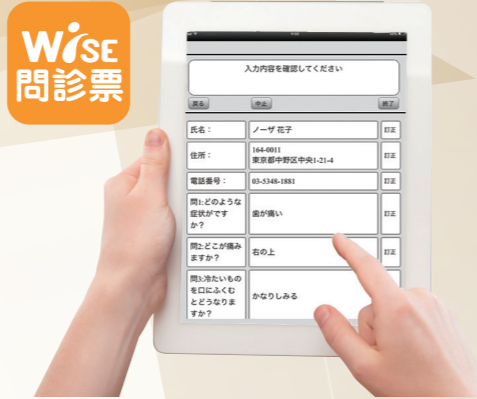 WiSE
問診票
入力内容を確認してください
戻る
中止
終了
氏名：
ノーザ 花子
訂正
住所：
164-0011
東京都中野区中央1-21-4
訂正
電話番号：
03-5348-1881
訂正
問1:どのような
症状がです
か？
歯が痛い
訂正
問2:どこが痛み
ますか？
右の上
訂正
問3:冷たいもの
を口にふくむ
とどうなりま
すか？
かなりしみる
訂正